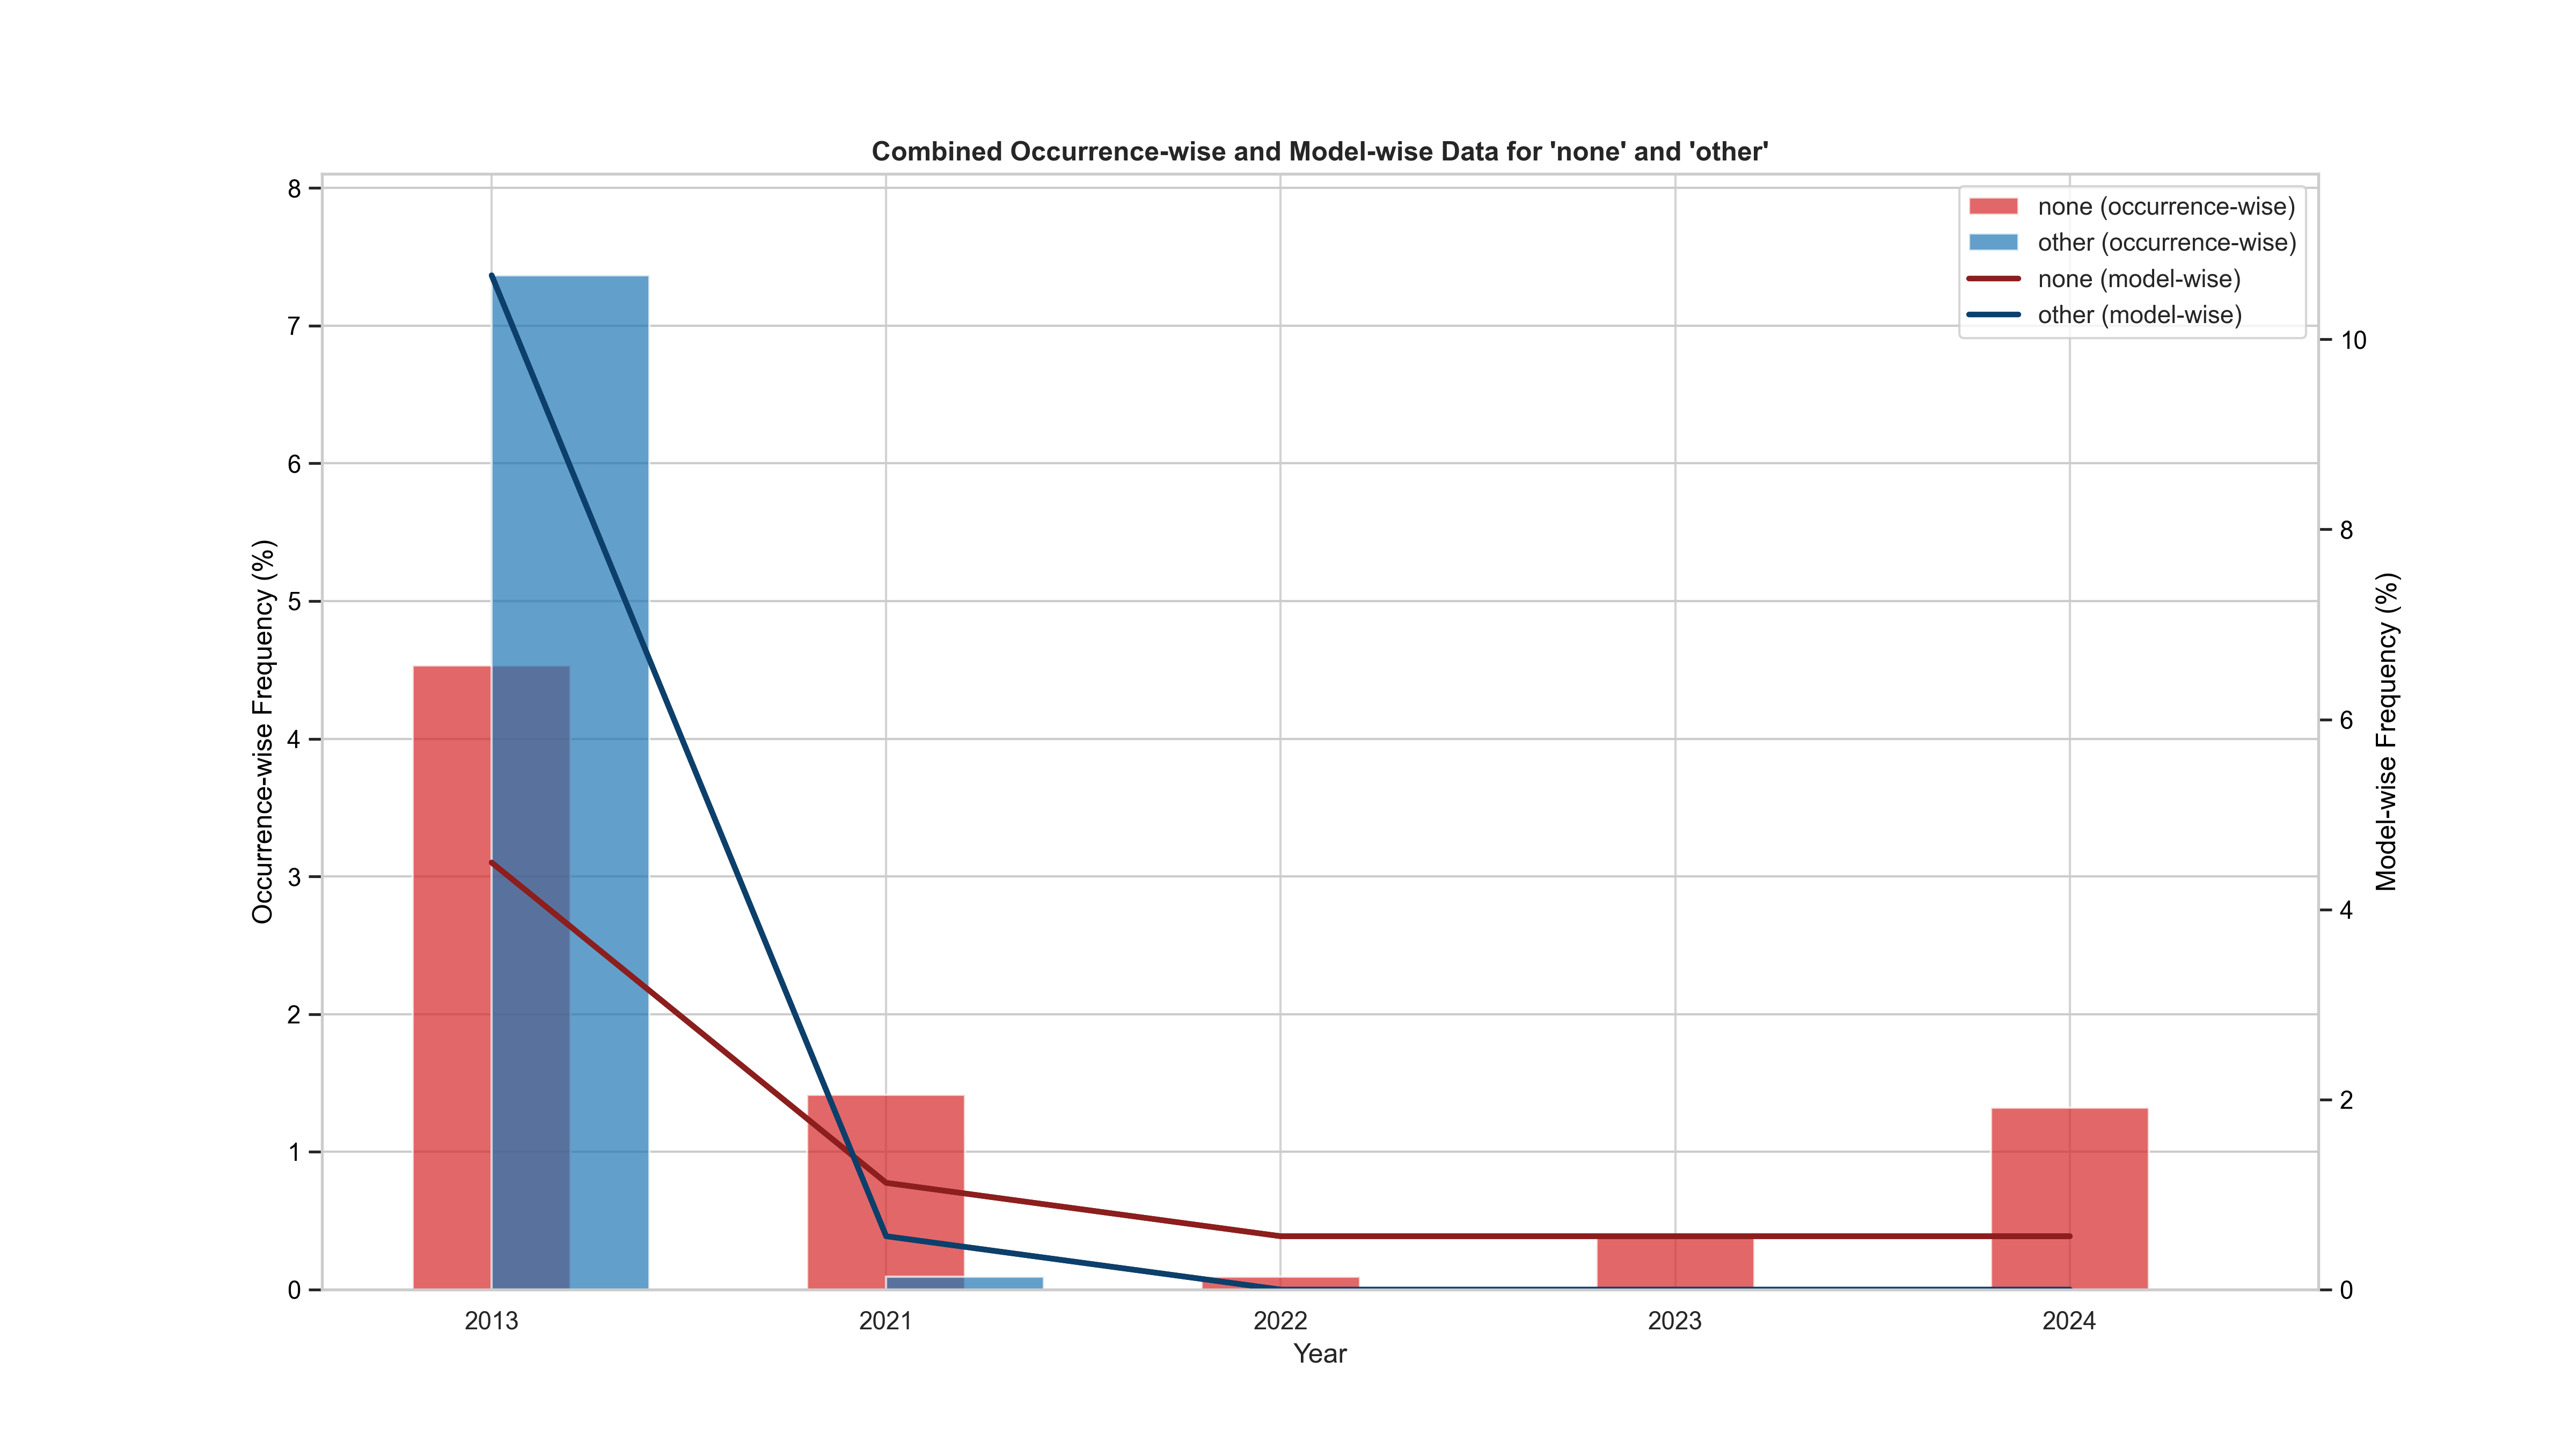 Combined Occurrence-wise and Model-wise Data for 'none' and 'other'
none (occurrence-wise)
other (occurrence-wise)
none (model-wise)
other (model-wise)
Occurrence-wise Frequency (%)
8
7
6
5
4
3
2
1
0
10
8
6
4
2
0
Model-wise Frequency (%)
2013 2021 2022 2023 2024
Year